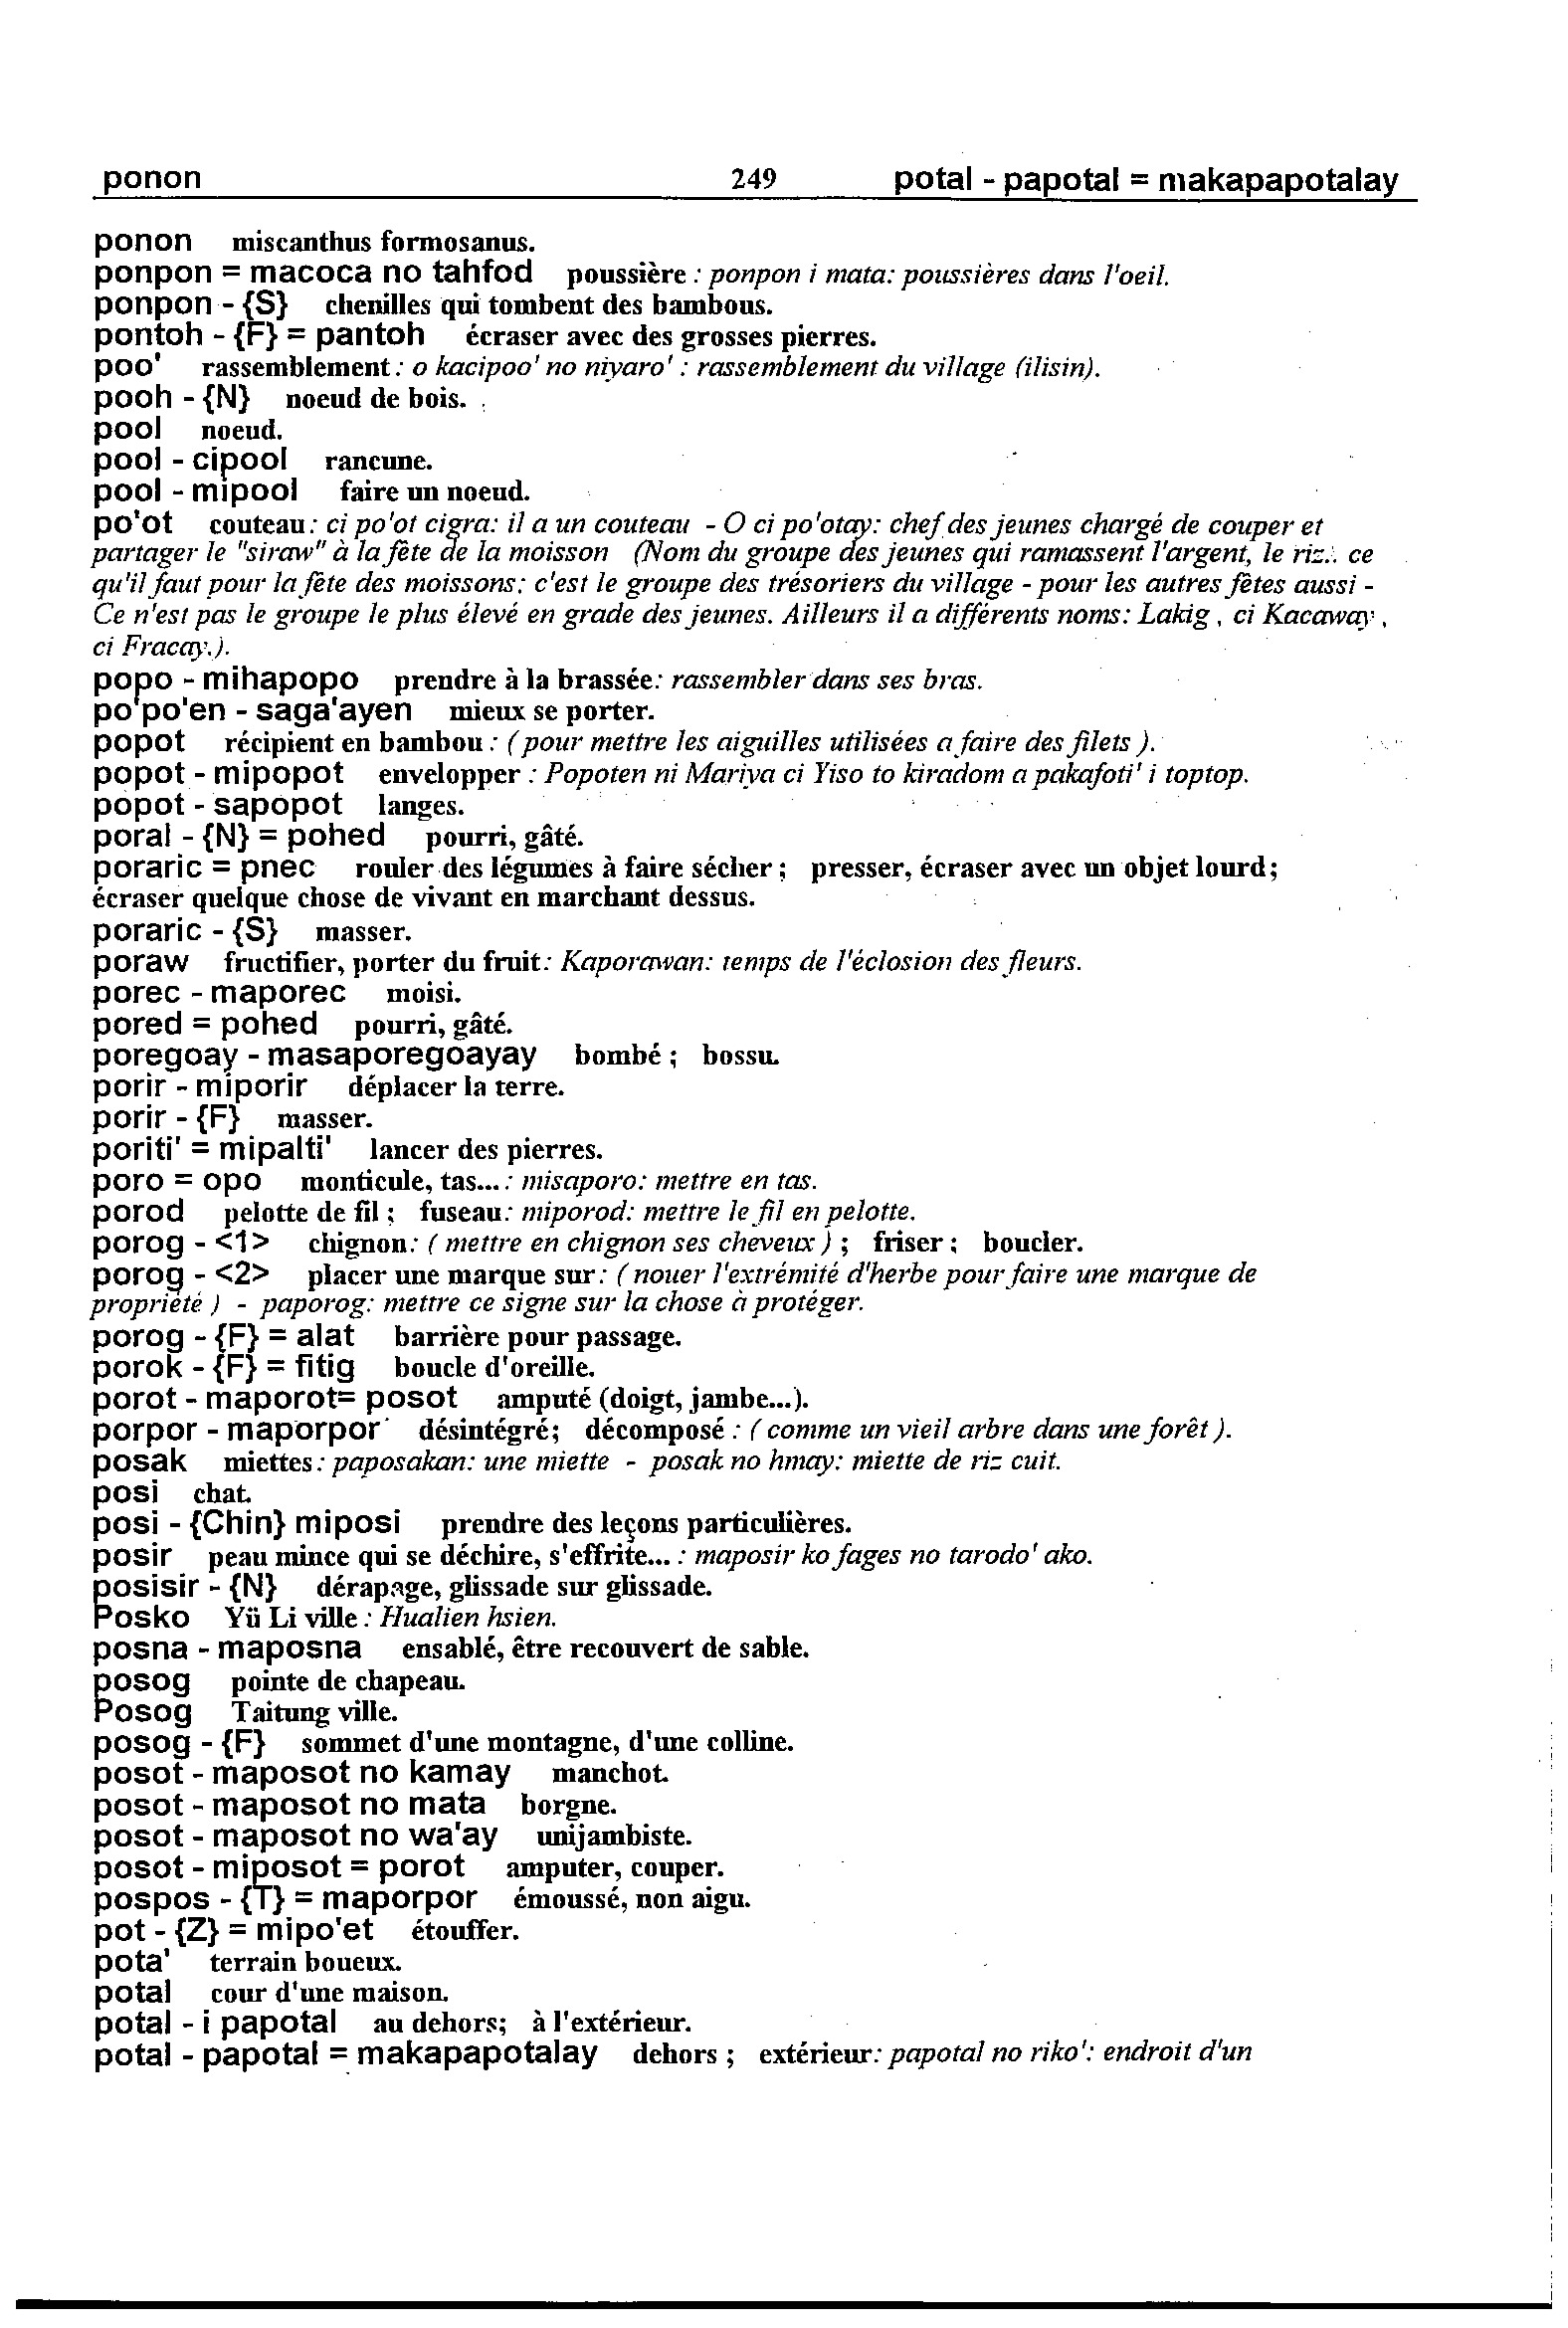 ponon 249 potal - papotal = makapapotalay
ponon miscanthus formosanus.
ponpon = macoca no tahfod poussière : ponpon i mata: poussières dans l'oeil.
ponpon - {S} chenilles qui tombent des bambous.
pontoh - {F} = pantoh écraser avec des grosses pierres.
poo' rassemblement : o kacipoo' no niyaro' : rassemblement du village (ilisin).
pooh - {N} noeud de bois.
pool noeud.
pool - cipool rancune.
pool - mipool faire un noeud.
po'ot couteau : ci po'ot cigra: il a un couteau - O ci po'otay: chef des jeunes chargé de couper et
partager le "siraw" à la fête de la moisson (Nom du groupe des jeunes qui ramassent l'argent, le riz.. ce
qu'il faut pour la fête des moissons; c'est le groupe des trésoriers du village - pour les autres fêtes aussi -
Ce n'est pas le groupe le plus élevé en grade des jeunes. Ailleurs il a différents noms: Lakig , ci Kacaway ,
ci Fracay.).
popo - mihapopo prendre à la brassée: rassembler dans ses bras.
po'po'en - saga'ayen mieux se porter.
popot récipient en bambou : ( pour mettre les aiguilles utilisées a faire des filets ).
popot - mipopot envelopper : Popoten ni Mariya ci Yiso to kiradom a pakafoti' i toptop.
popot - sapopot langes.
poral - {N} = pohed pourri, gâté.
poraric = pnec rouler des légumes à faire sécher ; presser, écraser avec un objet lourd ;
écraser quelque chose de vivant en marchant dessus.
poraric - {S} masser.
poraw fructifier, porter du fruit : Kaporawan: temps de l'éclosion des fleurs.
porec - maporec moisi.
pored = pohed pourri, gâté.
poregoay - masaporegoayay bombé ; bossu.
porir - miporir déplacer la terre.
porir - {F} masser.
poriti' = mipalti' lancer des pierres.
poro = opo monticule, tas... : misaporo: mettre en tas.
porod pelotte de fil ; fuseau : miporod: mettre le fil en pelotte.
porog - <1> chignon: ( mettre en chignon ses cheveux ) ; friser ; boucler.
porog - <2> placer une marque sur : ( nouer l'extrémité d'herbe pour faire une marque de
propriété ) - paporog: mettre ce signe sur la chose à protéger.
porog - {F} = alat barrière pour passage.
porok - {F} = fitig boucle d'oreille.
porot - maporot= posot amputé (doigt, jambe...).
porpor - maporpor désintégré; décomposé : ( comme un vieil arbre dans une forêt ).
posak miettes : paposakan: une miette - posak no hmay: miette de riz cuit.
posi chat.
posi - {Chin} miposi prendre des leçons particulières.
posir peau mince qui se déchire, s'effrite... : maposir ko fages no tarodo' ako.
posisir - {N} dérapage, glissade sur glissade.
Posko Yü Li ville : Hualien hsien.
posna - maposna ensablé, être recouvert de sable.
posog pointe de chapeau.
Posog Taitung ville.
posog - {F} sommet d'une montagne, d'une colline.
posot - maposot no kamay manchot.
posot - maposot no mata borgne.
posot - maposot no wa'ay unijambiste.
posot - miposot = porot amputer, couper.
pospos - {T} = maporpor émoussé, non aigu.
pot - {Z} = mipo'et étouffer.
pota' terrain boueux.
potal cour d'une maison.
potal - i papotal au dehors; à l'extérieur.
potal - papotal = makapapotalay dehors ; extérieur : papotal no riko': endroit d'un